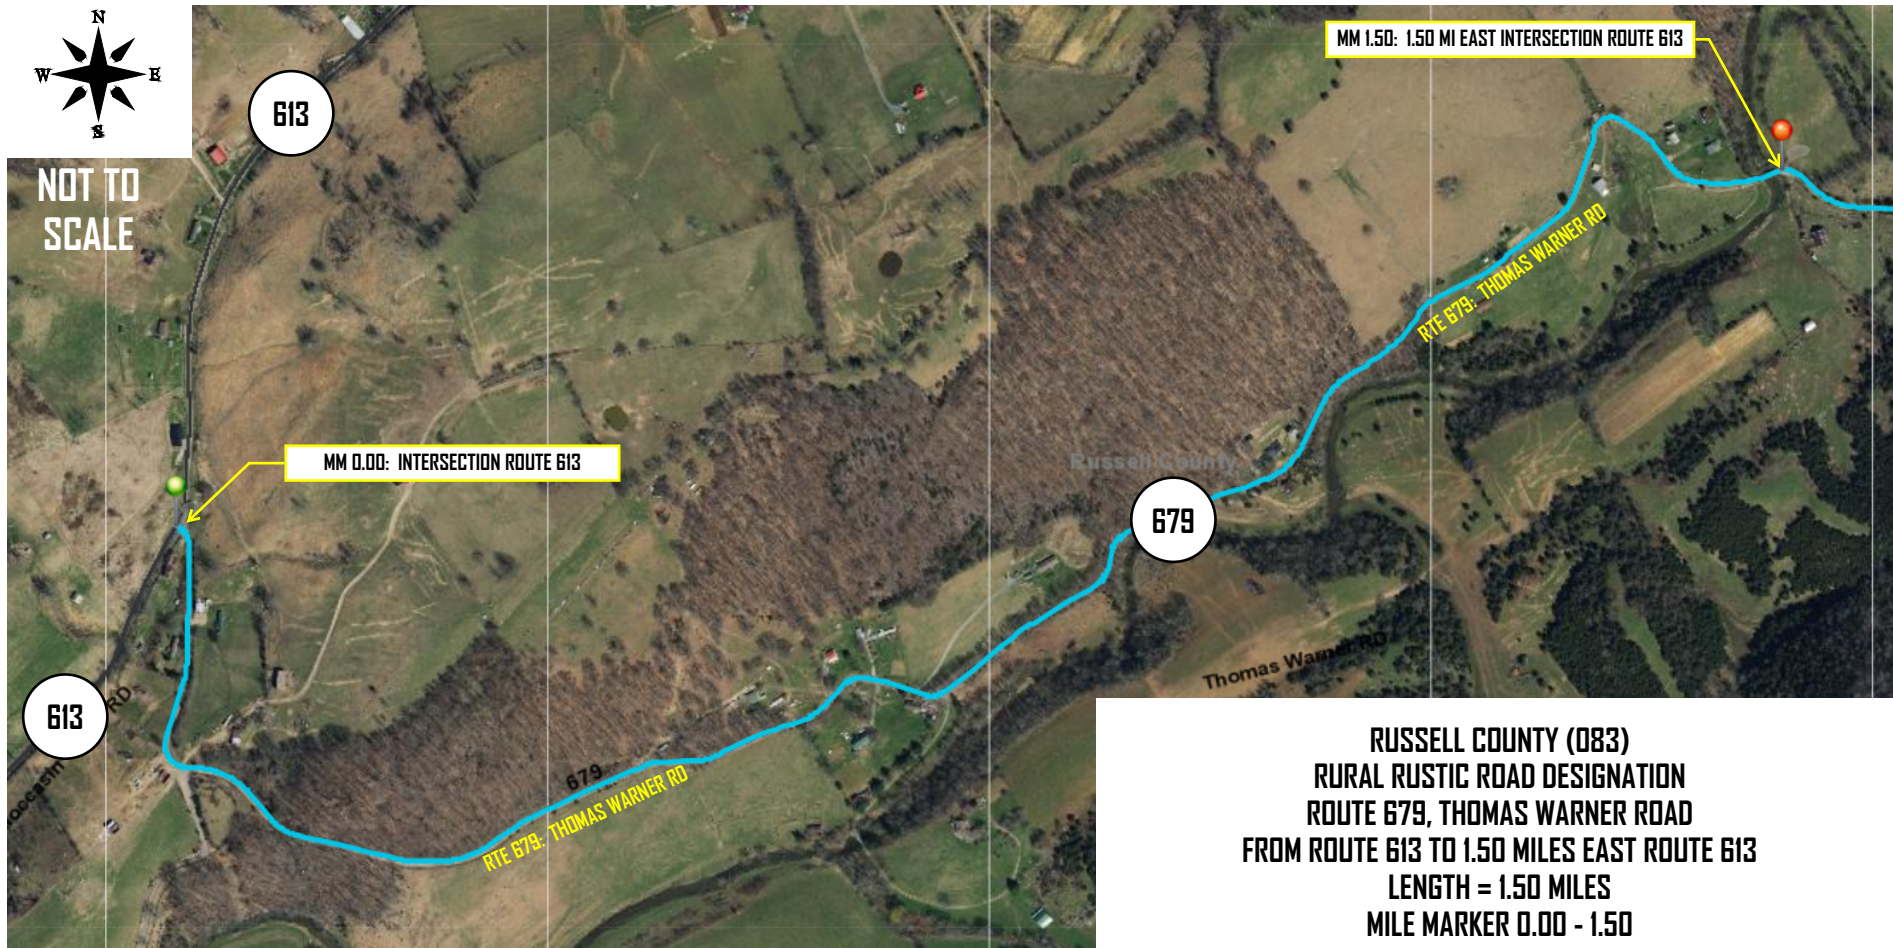 N
W E
S
NOT TO
SCALE
613
MM 1.50: 1.50 MI EAST INTERSECTION ROUTE 613
RTE 679: THOMAS WARNER RD
MM 0.00: INTERSECTION ROUTE 613
Russell County
679
Thomas Warner RD
613
RD
679
RTE 679: THOMAS WARNER RD
RUSSELL COUNTY (083)
RURAL RUSTIC ROAD DESIGNATION
ROUTE 679, THOMAS WARNER ROAD
FROM ROUTE 613 TO 1.50 MILES EAST ROUTE 613
LENGTH = 1.50 MILES
MILE MARKER 0.00 - 1.50